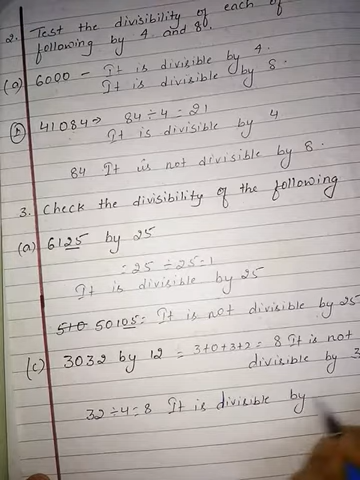 2. Test the divisibility of each of
following by 4 and 8.
(a) 6000 - It is divisible by 4.
It is divisible by 8.
(b) 41084 → 84 ÷ 4 = 21
It is divisible by 4
84 It is not divisible by 8.
3. Check the divisibility of the following
(a) 6125 by 25
= 25 ÷ 25 = 1
It is divisible by 25
510 50105 = It is not divisible by 25
(c) 3032 by 12 = 3+0+3+2 = 8 It is not
divisible by 3
32 ÷ 4 = 8 It is divisible by